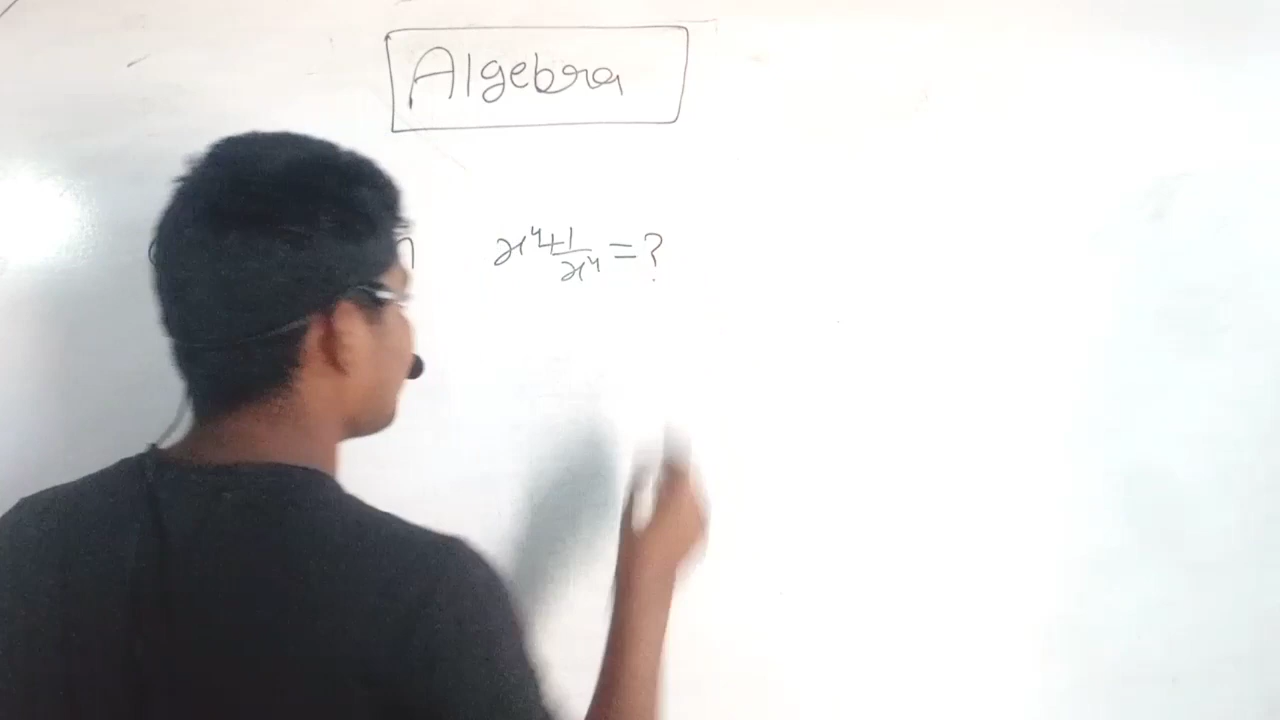 Algebra
x⁴+1/x⁴ = ?